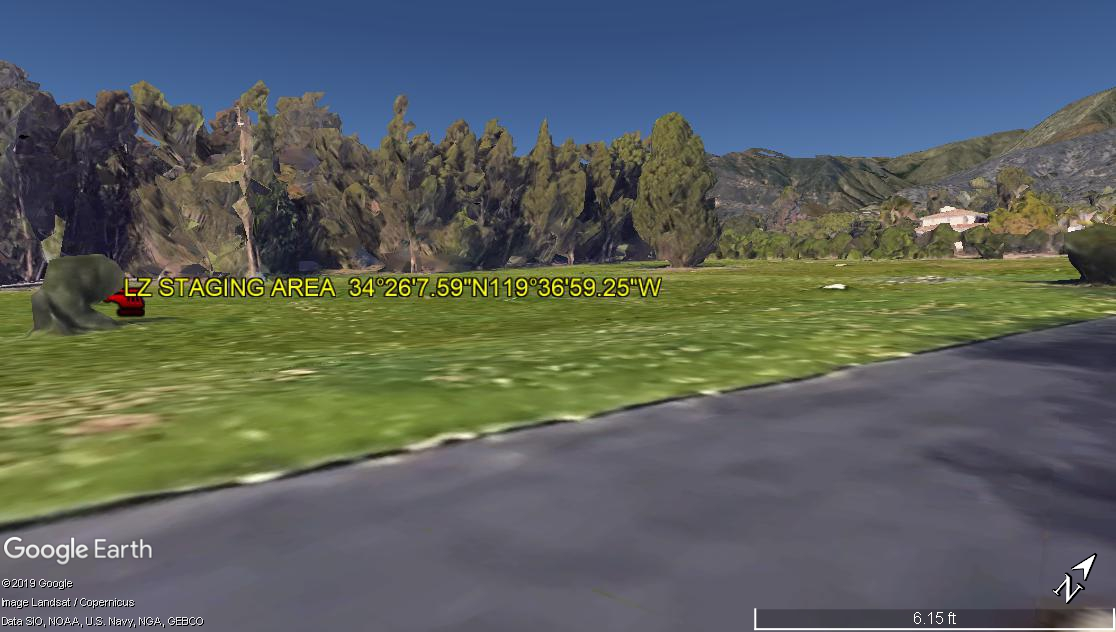 LZ STAGING AREA  34°26'7.59"N119°36'59.25"W
Google Earth
©2019 Google
Image Landsat / Copernicus
Data SIO, NOAA, U.S. Navy, NGA, GEBCO
N
6.15 ft